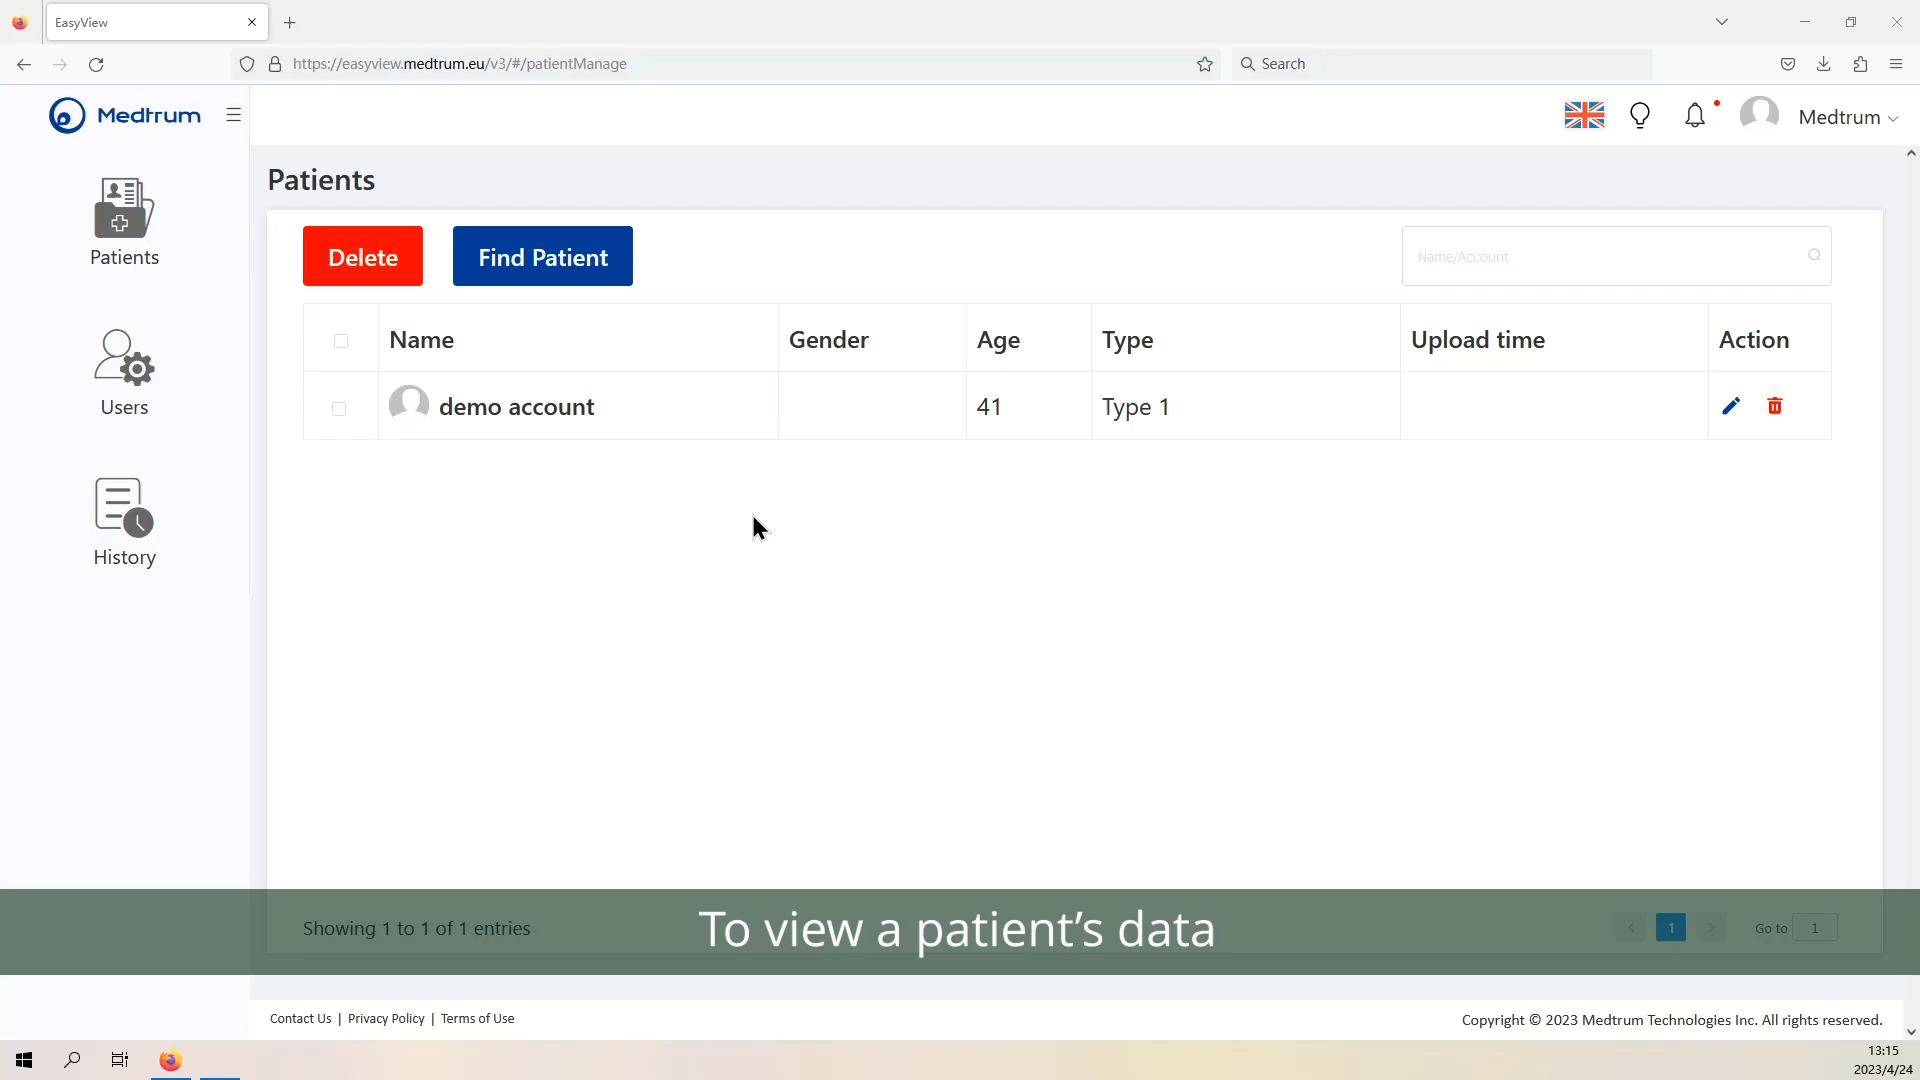 EasyView
https://easyview.medtrum.eu/v3/#/patientManage
Search
Medtrum
Medtrum
Patients
Patients
Users
History
Delete
Find Patient
Name/Account
Name Gender Age Type Upload time Action
demo account 41 Type 1
Showing 1 to 1 of 1 entries
1
Go to 1
To view a patient’s data
Contact Us | Privacy Policy | Terms of Use
Copyright © 2023 Medtrum Technologies Inc. All rights reserved.
13:15
2023/4/24